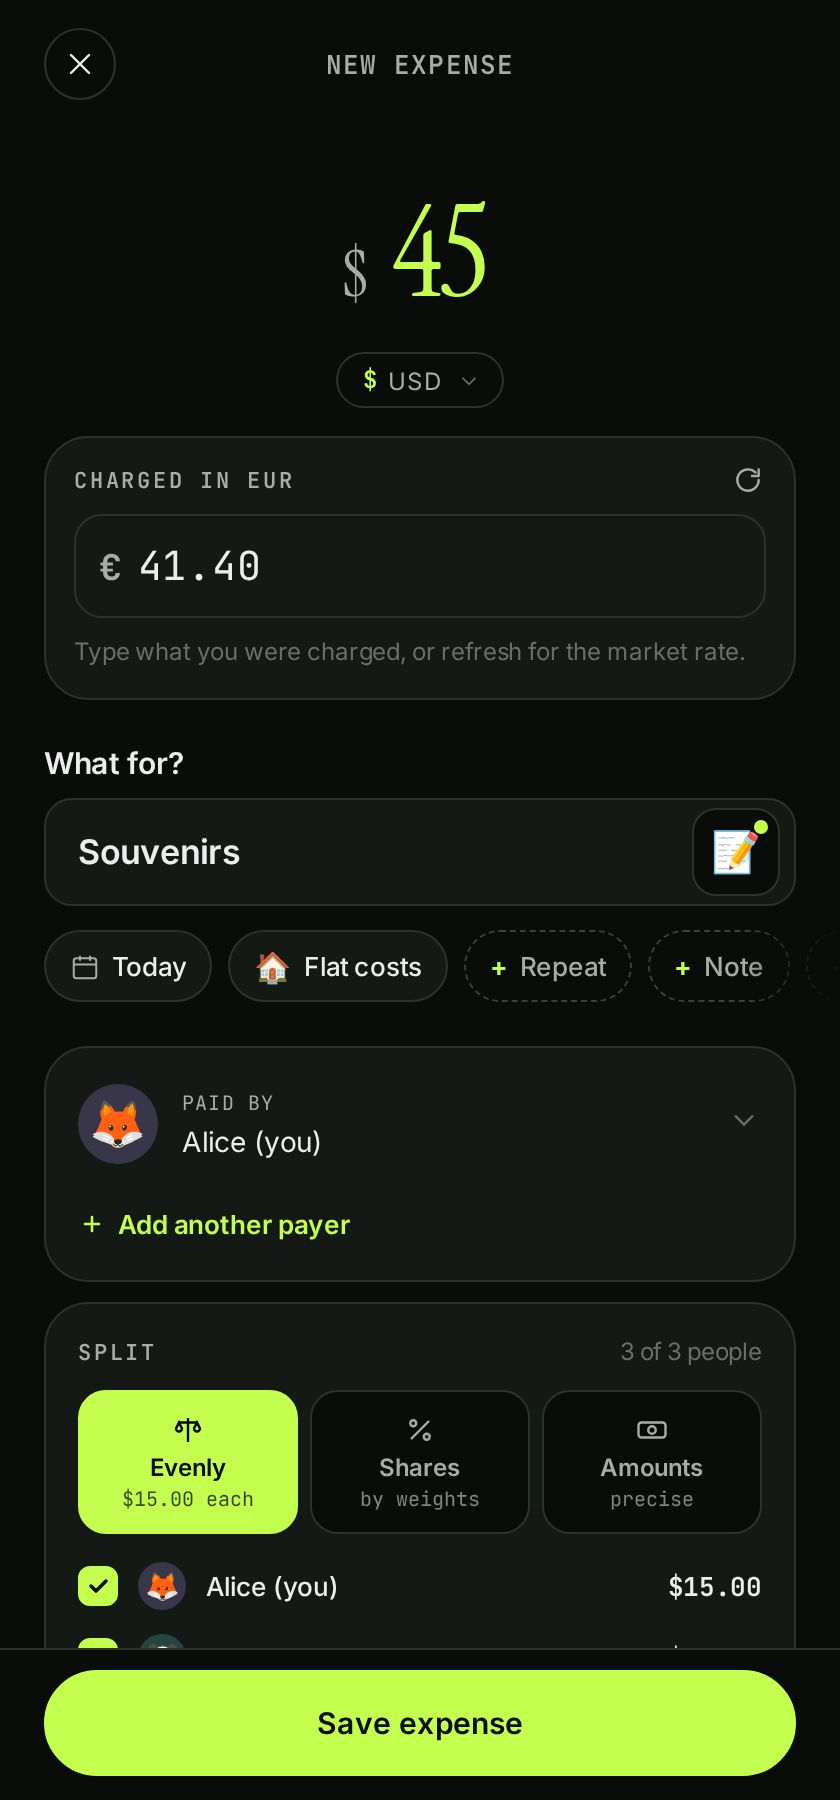 NEW EXPENSE
$ 45
$ USD
CHARGED IN EUR
€ 41.40
Type what you were charged, or refresh for the market rate.
What for?
Souvenirs
Today
Flat costs
+ Repeat
+ Note
PAID BY
Alice (you)
+ Add another payer
SPLIT
3 of 3 people
Evenly
$15.00 each
Shares
by weights
Amounts
precise
Alice (you)
$15.00
Save expense